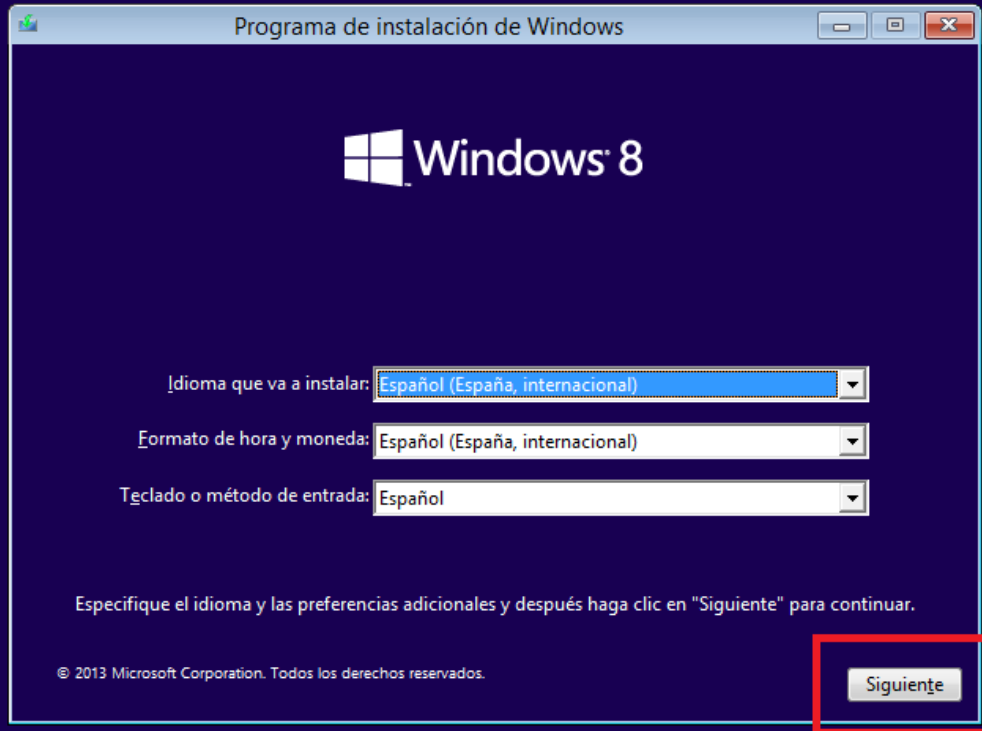 Programa de instalación de Windows
Windows 8
Idioma que va a instalar: Español (España, internacional)
Formato de hora y moneda: Español (España, internacional)
Teclado o método de entrada: Español
Especifique el idioma y las preferencias adicionales y después haga clic en "Siguiente" para continuar.
© 2013 Microsoft Corporation. Todos los derechos reservados.
Siguiente